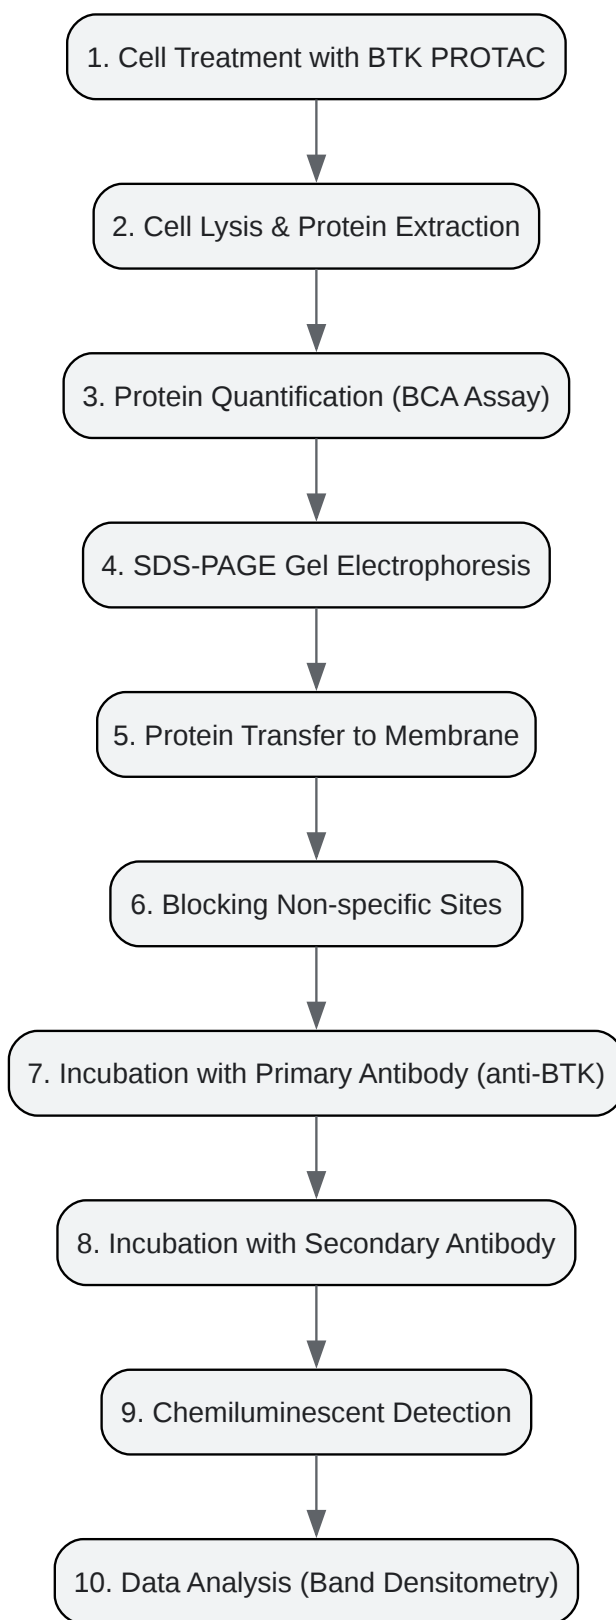 1. Cell Treatment with BTK PROTAC
2. Cell Lysis & Protein Extraction
3. Protein Quantification (BCA Assay)
4. SDS-PAGE Gel Electrophoresis
5. Protein Transfer to Membrane
6. Blocking Non-specific Sites
7. Incubation with Primary Antibody (anti-BTK)
8. Incubation with Secondary Antibody
9. Chemiluminescent Detection
10. Data Analysis (Band Densitometry)